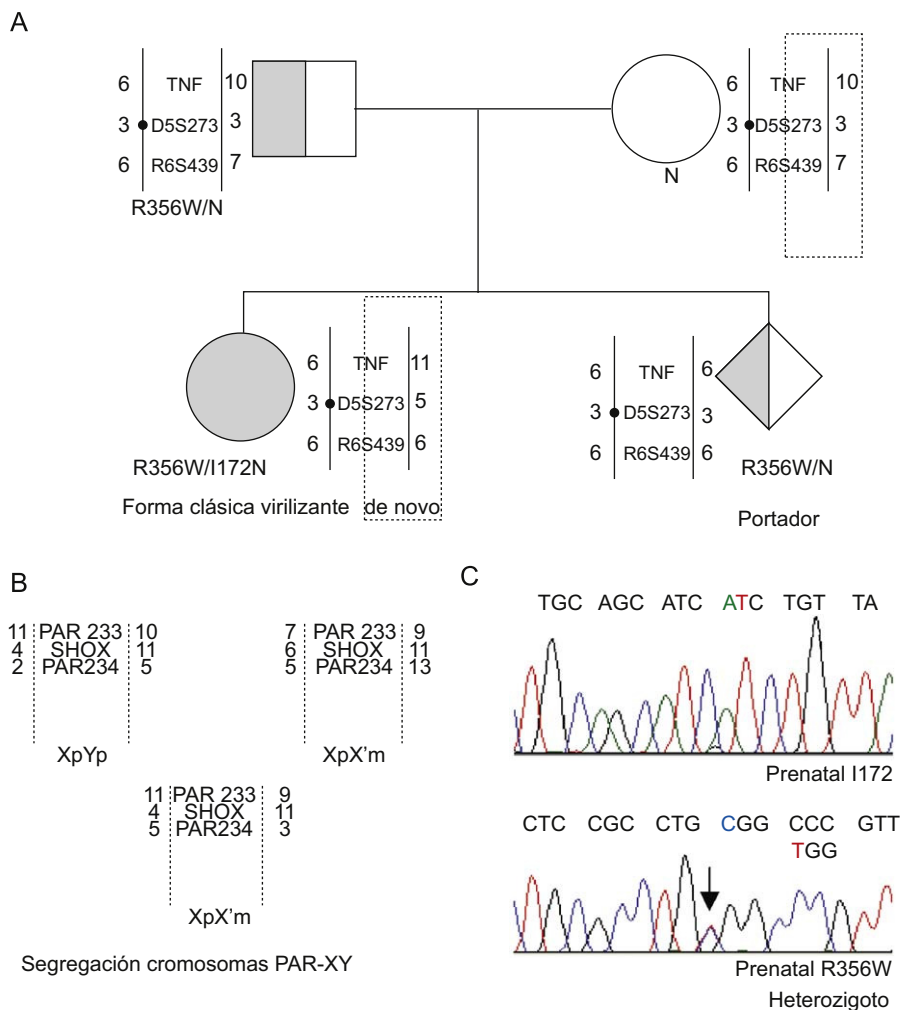 A
6 TNF 10
3 D5S273 3
6 R6S439 7
R356W/N
N
6 TNF 10
3 D5S273 3
6 R6S439 7
6 TNF 11
3 D5S273 5
6 R6S439 6
R356W/I172N
Forma clásica virilizante de novo
6 TNF 6
3 D5S273 3
6 R6S439 6
R356W/N
Portador
B
11 PAR 233 10
4 SHOX 11
2 PAR234 5
XpYp
7 PAR 233 9
6 SHOX 11
5 PAR234 13
XpX'm
11 PAR 233 9
4 SHOX 11
5 PAR234 3
XpX'm
Segregación cromosomas PAR-XY
C
TGC AGC ATC ATC TGT TA
Prenatal I172
CTC CGC CTG CGG CCC GTT
TGG
Prenatal R356W
Heterozigoto